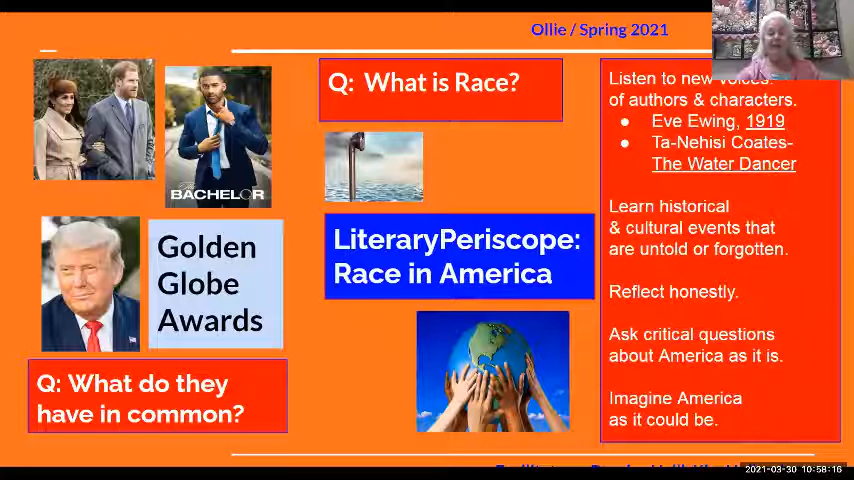 Ollie / Spring 2021
Q: What is Race?
The
BACHELOR
Golden
Globe
Awards
Q: What do they
have in common?
LiteraryPeriscope:
Race in America
Listen to new voices.
of authors & characters.
● Eve Ewing, 1919
● Ta-Nehisi Coates-
The Water Dancer
Learn historical
& cultural events that
are untold or forgotten.
Reflect honestly.
Ask critical questions
about America as it is.
Imagine America
as it could be.
2021-03-30 10:58:16